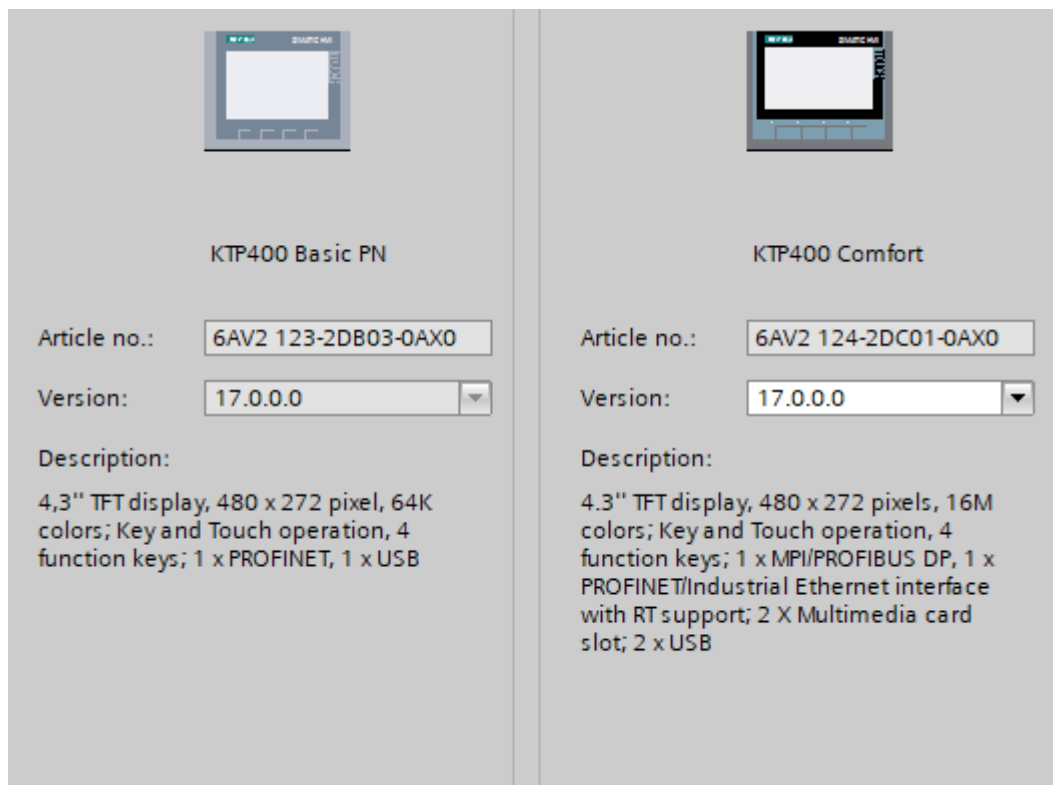 TOUCH
KTP400 Basic PN
Article no.: 6AV2 123-2DB03-0AX0
Version: 17.0.0.0
Description:
4,3'' TFT display, 480 x 272 pixel, 64K
colors; Key and Touch operation, 4
function keys; 1 x PROFINET, 1 x USB
TOUCH
KTP400 Comfort
Article no.: 6AV2 124-2DC01-0AX0
Version: 17.0.0.0
Description:
4.3'' TFT display, 480 x 272 pixels, 16M
colors; Key and Touch operation, 4
function keys; 1 x MPI/PROFIBUS DP, 1 x
PROFINET/Industrial Ethernet interface
with RT support; 2 X Multimedia card
slot; 2 x USB